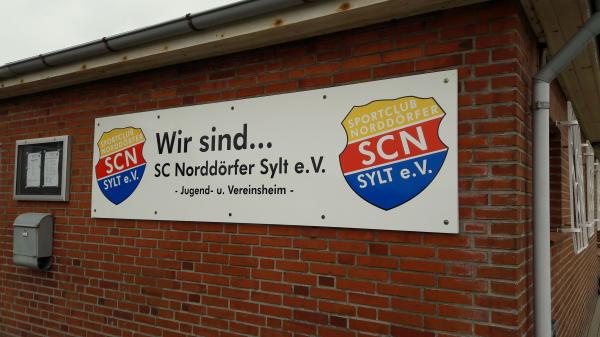 SPORTCLUB
NORDDÖRFER
SCN
SYLT e.V.
Wir sind...
SC Norddörfer Sylt e.V.
- Jugend- u. Vereinsheim -
SPORTCLUB
NORDDÖRFER
SCN
SYLT e.V.